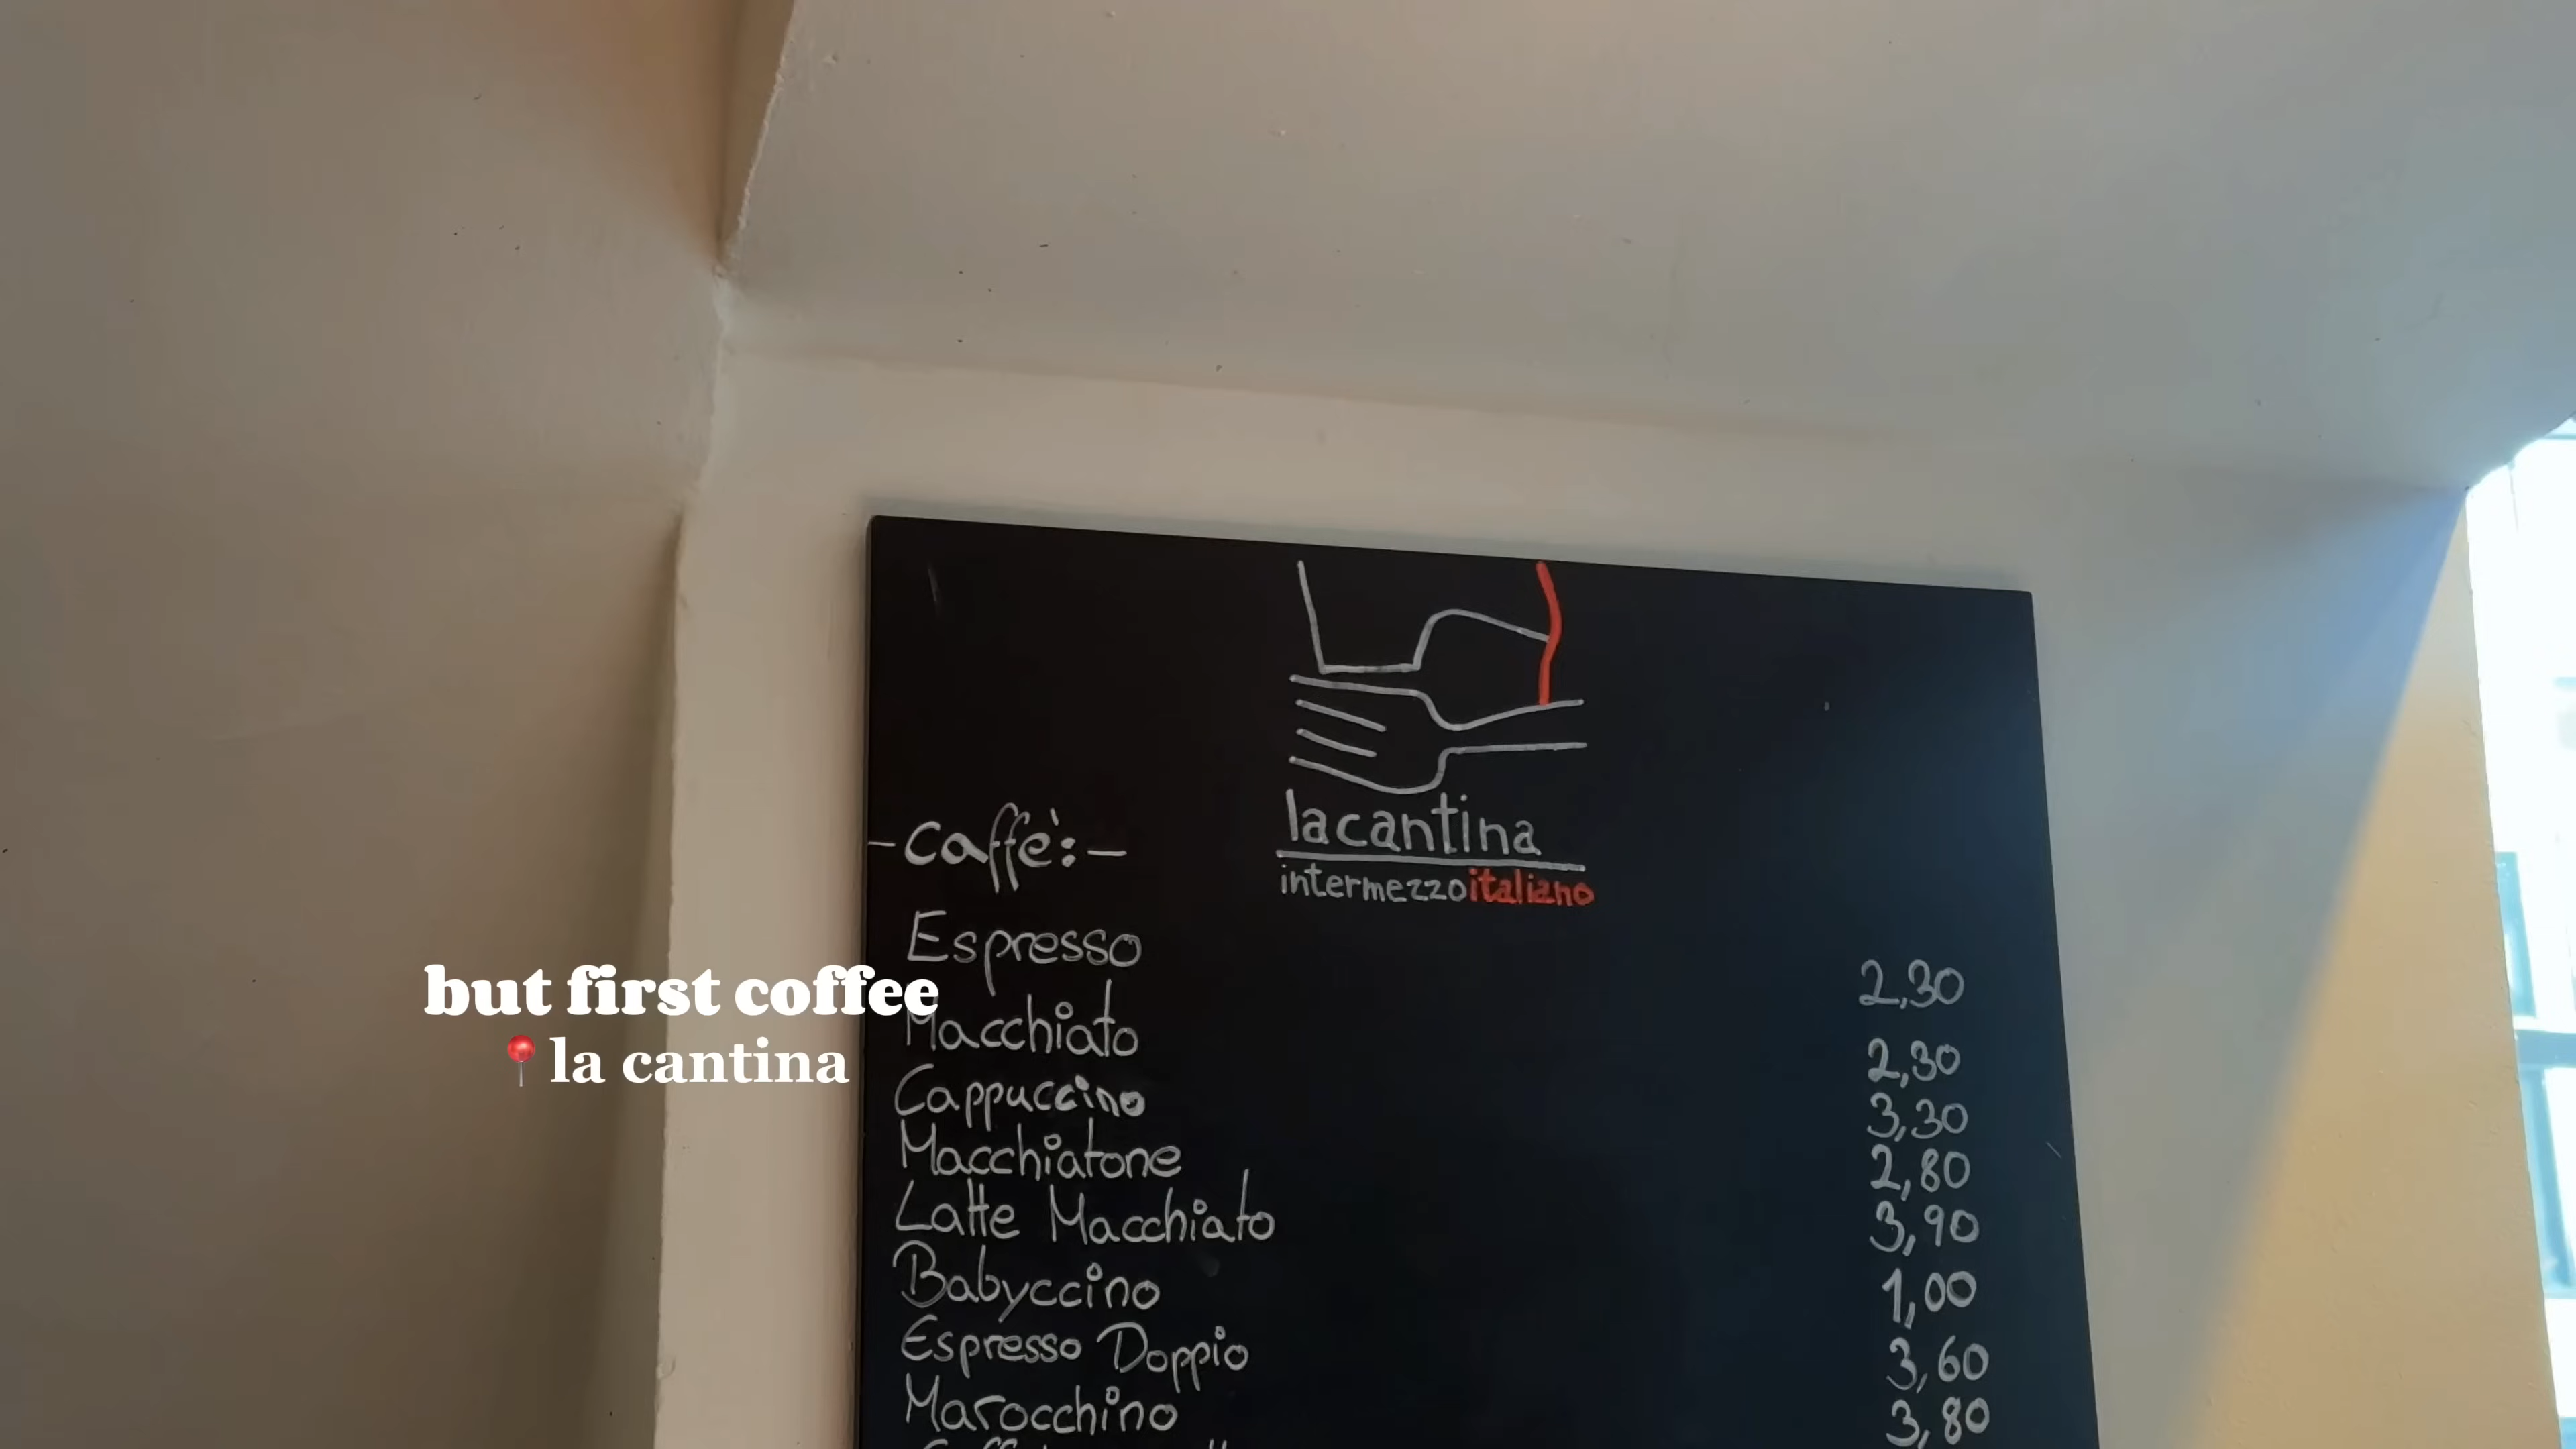 lacantina
intermezzoitaliano
-Caffè:-
Espresso 2,30
Macchiato 2,30
Cappuccino 3,30
Macchiatone 2,80
Latte Macchiato 3,90
Babyccino 1,00
Espresso Doppio 3,60
Marocchino 3,80
but first coffee
📍la cantina